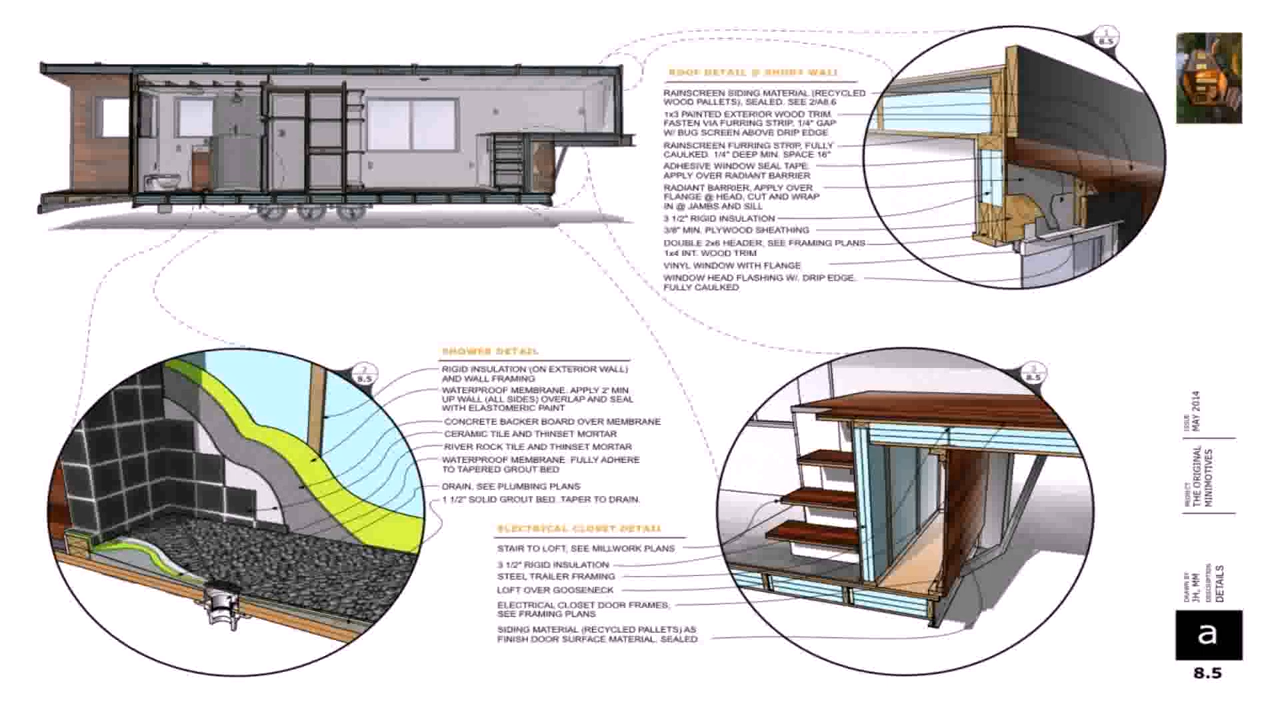 1
8.5
ROOF DETAIL @ SHORT WALL
RAINSCREEN SIDING MATERIAL (RECYCLED
WOOD PALLETS), SEALED. SEE 2/A8.6
1x3 PAINTED EXTERIOR WOOD TRIM.
FASTEN VIA FURRING STRIP, 1/4" GAP
W/ BUG SCREEN ABOVE DRIP EDGE
RAINSCREEN FURRING STRIP, FULLY
CAULKED. 1/4" DEEP MIN. SPACE 16"
ADHESIVE WINDOW SEAL TAPE.
APPLY OVER RADIANT BARRIER
RADIANT BARRIER, APPLY OVER
FLANGE @ HEAD, CUT AND WRAP
IN @ JAMBS AND SILL
3 1/2" RIGID INSULATION
3/8" MIN. PLYWOOD SHEATHING
DOUBLE 2x6 HEADER, SEE FRAMING PLANS
1x4 INT. WOOD TRIM
VINYL WINDOW WITH FLANGE
WINDOW HEAD FLASHING W/. DRIP EDGE.
FULLY CAULKED
2
8.5
SHOWER DETAIL
RIGID INSULATION (ON EXTERIOR WALL)
AND WALL FRAMING
WATERPROOF MEMBRANE. APPLY 2' MIN
UP WALL (ALL SIDES) OVERLAP AND SEAL
WITH ELASTOMERIC PAINT
CONCRETE BACKER BOARD OVER MEMBRANE
CERAMIC TILE AND THINSET MORTAR
RIVER ROCK TILE AND THINSET MORTAR
WATERPROOF MEMBRANE. FULLY ADHERE
TO TAPERED GROUT BED
DRAIN. SEE PLUMBING PLANS
1 1/2" SOLID GROUT BED. TAPER TO DRAIN.
3
8.5
ELECTRICAL CLOSET DETAIL
STAIR TO LOFT, SEE MILLWORK PLANS
3 1/2" RIGID INSULATION
STEEL TRAILER FRAMING
LOFT OVER GOOSENECK
ELECTRICAL CLOSET DOOR FRAMES,
SEE FRAMING PLANS
SIDING MATERIAL (RECYCLED PALLETS) AS
FINISH DOOR SURFACE MATERIAL. SEALED
ISSUE
MAY 2014
PROJECT
THE ORIGINAL
MINIMOTIVES
DRAWN BY
JH, MM
DESCRIPTION
DETAILS
a
8.5